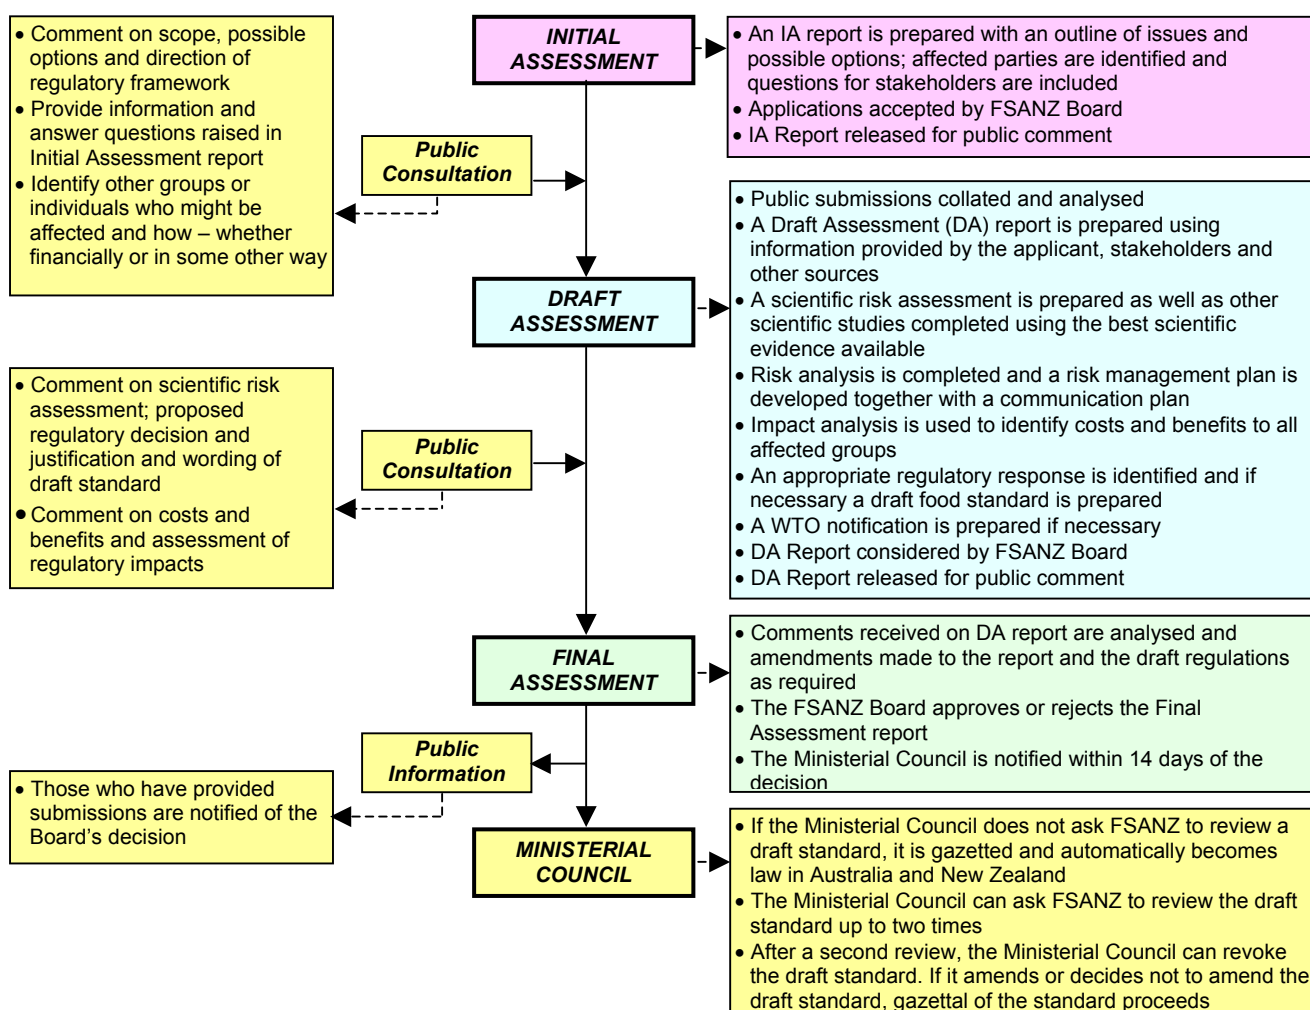 • Comment on scope, possible
options and direction of
regulatory framework
• Provide information and
answer questions raised in
Initial Assessment report
• Identify other groups or
individuals who might be
affected and how – whether
financially or in some other way
INITIAL
ASSESSMENT
• An IA report is prepared with an outline of issues and
possible options; affected parties are identified and
questions for stakeholders are included
• Applications accepted by FSANZ Board
• IA Report released for public comment
Public
Consultation
DRAFT
ASSESSMENT
• Public submissions collated and analysed
• A Draft Assessment (DA) report is prepared using
information provided by the applicant, stakeholders and
other sources
• A scientific risk assessment is prepared as well as other
scientific studies completed using the best scientific
evidence available
• Risk analysis is completed and a risk management plan is
developed together with a communication plan
• Impact analysis is used to identify costs and benefits to all
affected groups
• An appropriate regulatory response is identified and if
necessary a draft food standard is prepared
• A WTO notification is prepared if necessary
• DA Report considered by FSANZ Board
• DA Report released for public comment
• Comment on scientific risk
assessment; proposed
regulatory decision and
justification and wording of
draft standard
• Comment on costs and
benefits and assessment of
regulatory impacts
Public
Consultation
FINAL
ASSESSMENT
• Comments received on DA report are analysed and
amendments made to the report and the draft regulations
as required
• The FSANZ Board approves or rejects the Final
Assessment report
• The Ministerial Council is notified within 14 days of the
decision
Public
Information
• Those who have provided
submissions are notified of the
Board’s decision
MINISTERIAL
COUNCIL
• If the Ministerial Council does not ask FSANZ to review a
draft standard, it is gazetted and automatically becomes
law in Australia and New Zealand
• The Ministerial Council can ask FSANZ to review the draft
standard up to two times
• After a second review, the Ministerial Council can revoke
the draft standard. If it amends or decides not to amend the
draft standard, gazettal of the standard proceeds